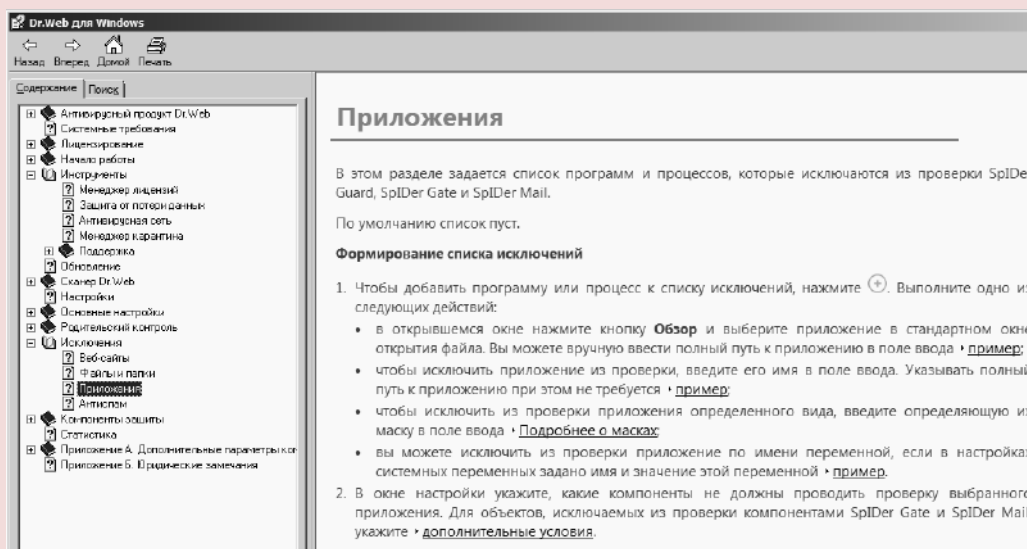 Dr.Web для Windows
Назад Вперед Домой Печать
Содержание Поиск
Антивирусный продукт Dr.Web
Системные требования
Лицензирование
Начало работы
Инструменты
Менеджер лицензий
Защита от потери данных
Антивирусная сеть
Менеджер карантина
Поддержка
Обновление
Сканер Dr.Web
Настройки
Основные настройки
Родительский контроль
Исключения
Веб-сайты
Файлы и папки
Приложения
Антиспам
Компоненты защиты
Статистика
Приложение А. Дополнительные параметры ком
Приложение Б. Юридические замечания
Приложения
В этом разделе задается список программ и процессов, которые исключаются из проверки SpIDer
Guard, SpIDer Gate и SpIDer Mail.
По умолчанию список пуст.
Формирование списка исключений
1. Чтобы добавить программу или процесс к списку исключений, нажмите ⊕. Выполните одно из
следующих действий:
• в открывшемся окне нажмите кнопку Обзор и выберите приложение в стандартном окне
открытия файла. Вы можете вручную ввести полный путь к приложению в поле ввода ‣ пример;
• чтобы исключить приложение из проверки, введите его имя в поле ввода. Указывать полный
путь к приложению при этом не требуется ‣ пример;
• чтобы исключить из проверки приложения определенного вида, введите определяющую их
маску в поле ввода ‣ Подробнее о масках;
• вы можете исключить из проверки приложение по имени переменной, если в настройках
системных переменных задано имя и значение этой переменной ‣ пример.
2. В окне настройки укажите, какие компоненты не должны проводить проверку выбранного
приложения. Для объектов, исключаемых из проверки компонентами SpIDer Gate и SpIDer Mail
укажите ‣ дополнительные условия.